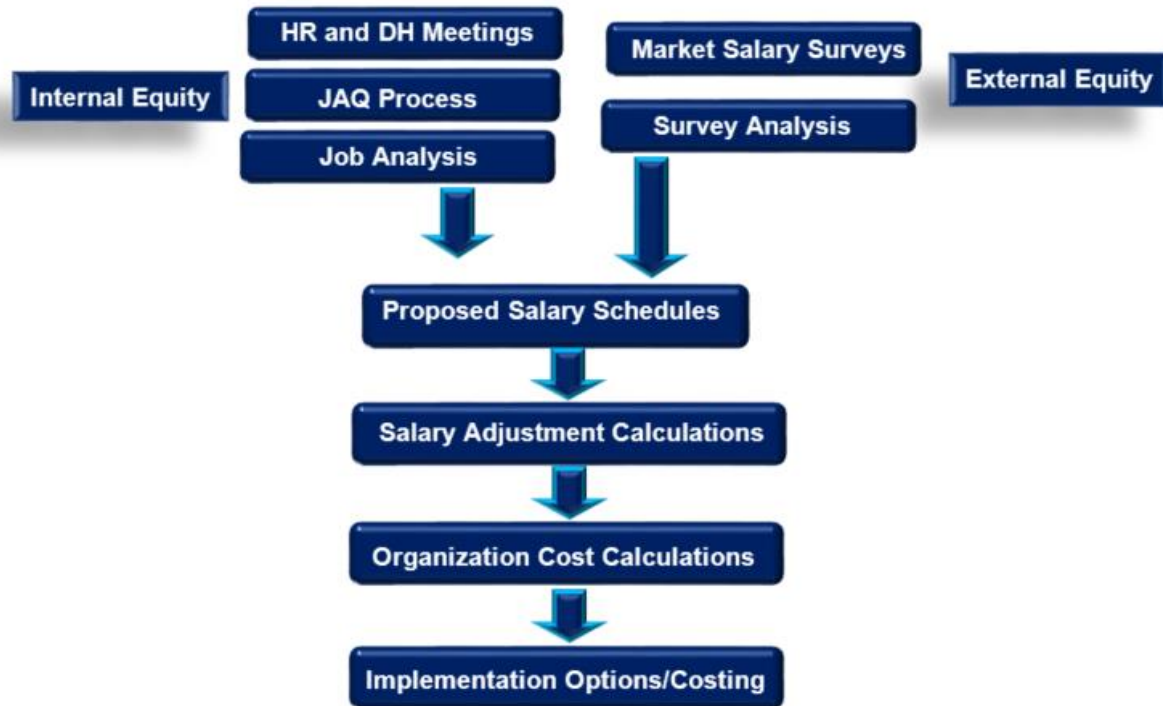 HR and DH Meetings
Market Salary Surveys
Internal Equity
JAQ Process
External Equity
Survey Analysis
Job Analysis
Proposed Salary Schedules
Salary Adjustment Calculations
Organization Cost Calculations
Implementation Options/Costing